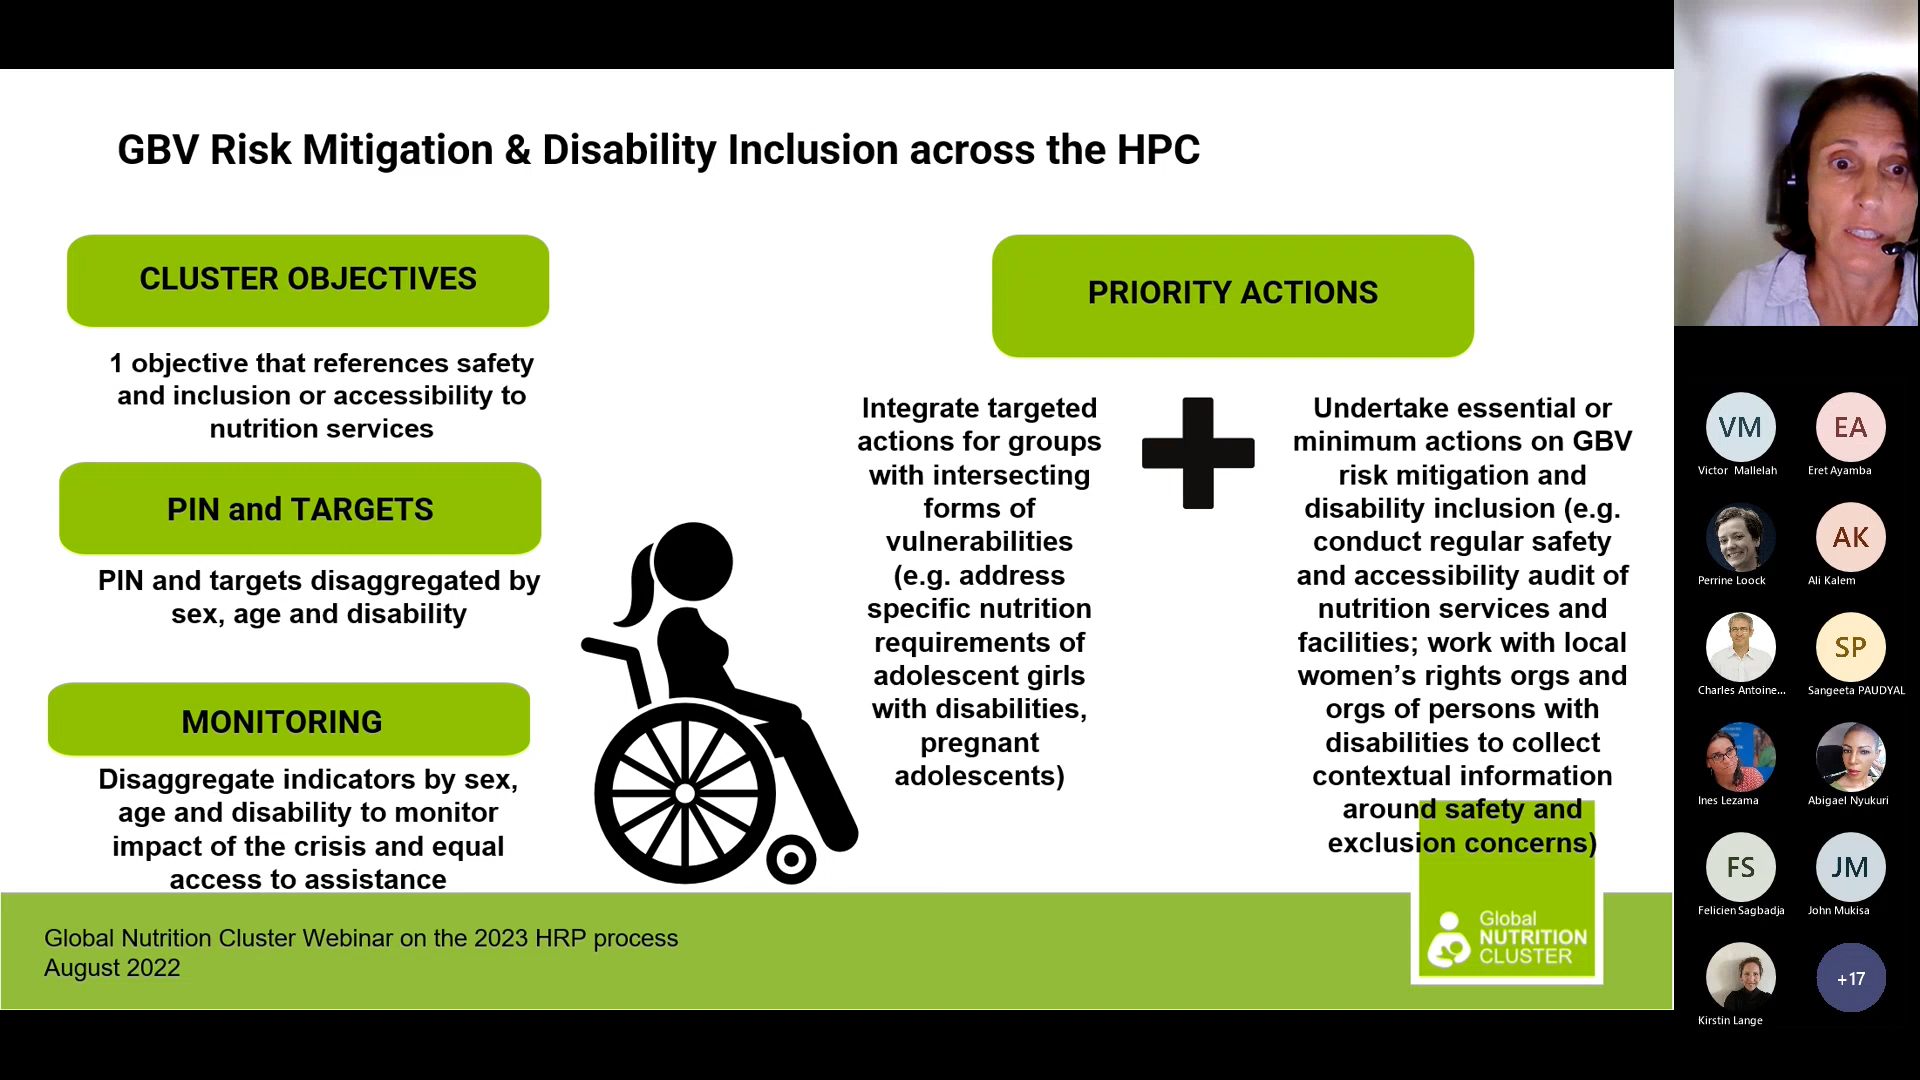 GBV Risk Mitigation & Disability Inclusion across the HPC
CLUSTER OBJECTIVES
1 objective that references safety
and inclusion or accessibility to
nutrition services
PIN and TARGETS
PIN and targets disaggregated by
sex, age and disability
MONITORING
Disaggregate indicators by sex,
age and disability to monitor
impact of the crisis and equal
access to assistance
PRIORITY ACTIONS
Integrate targeted
actions for groups
with intersecting
forms of
vulnerabilities
(e.g. address
specific nutrition
requirements of
adolescent girls
with disabilities,
pregnant
adolescents)
Undertake essential or
minimum actions on GBV
risk mitigation and
disability inclusion (e.g.
conduct regular safety
and accessibility audit of
nutrition services and
facilities; work with local
women’s rights orgs and
orgs of persons with
disabilities to collect
contextual information
around safety and
exclusion concerns)
Global Nutrition Cluster Webinar on the 2023 HRP process
August 2022
Global
NUTRITION
CLUSTER
VM
Victor Mallelah
EA
Eret Ayamba
Perrine Loock
AK
Ali Kalem
Charles Antoine...
SP
Sangeeta PAUDYAL
Ines Lezama
Abigael Nyukuri
FS
Felicien Sagbadja
JM
John Mukisa
Kirstin Lange
+17